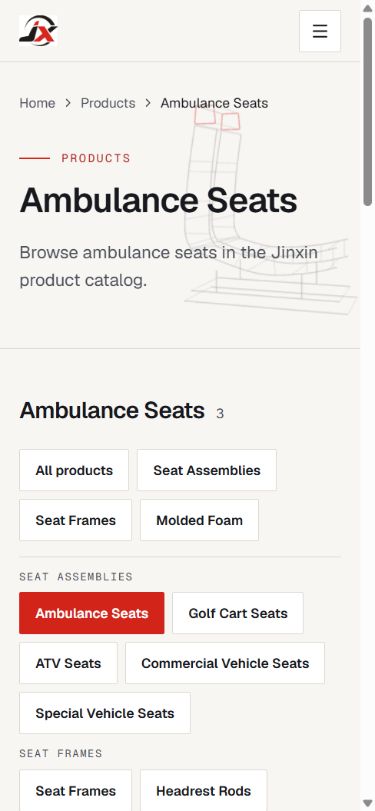 JX
Home > Products > Ambulance Seats
PRODUCTS
Ambulance Seats
Browse ambulance seats in the Jinxin
product catalog.
Ambulance Seats 3
All products Seat Assemblies
Seat Frames Molded Foam
SEAT ASSEMBLIES
Ambulance Seats Golf Cart Seats
ATV Seats Commercial Vehicle Seats
Special Vehicle Seats
SEAT FRAMES
Seat Frames Headrest Rods